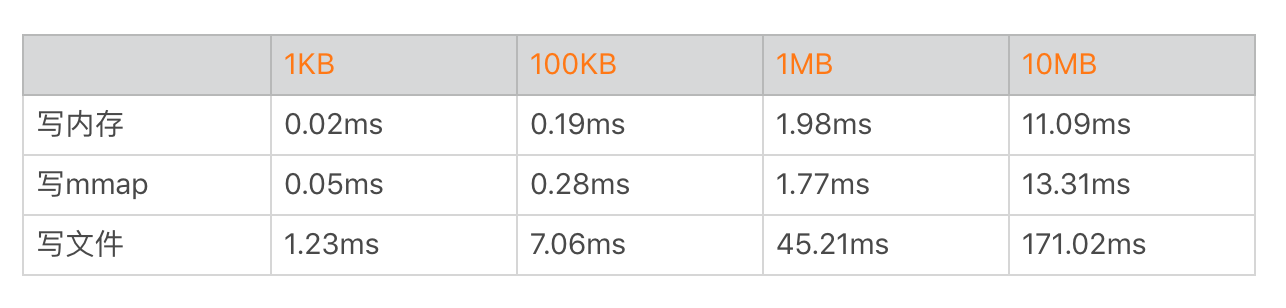 1KB 100KB 1MB 10MB
写内存 0.02ms 0.19ms 1.98ms 11.09ms
写mmap 0.05ms 0.28ms 1.77ms 13.31ms
写文件 1.23ms 7.06ms 45.21ms 171.02ms